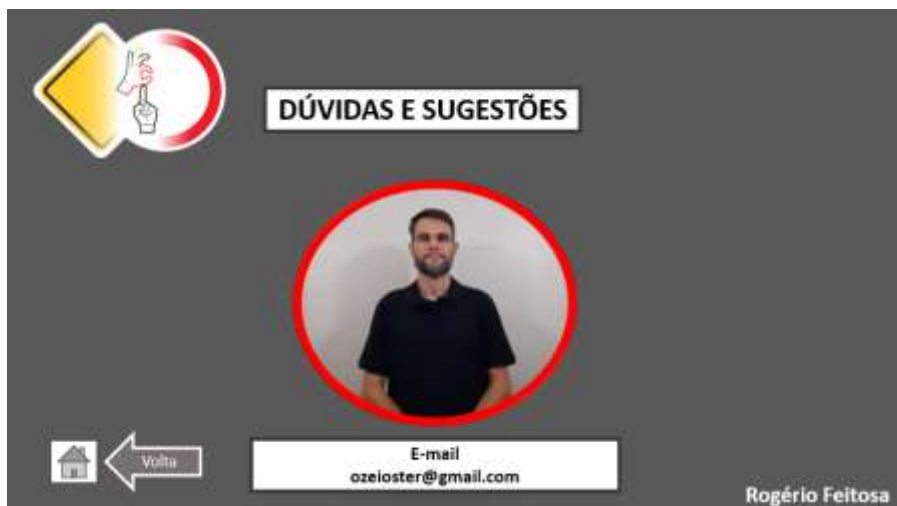 DÚVIDAS E SUGESTÕES
Volta
E-mail
ozeioster@gmail.com
Rogério Feitosa